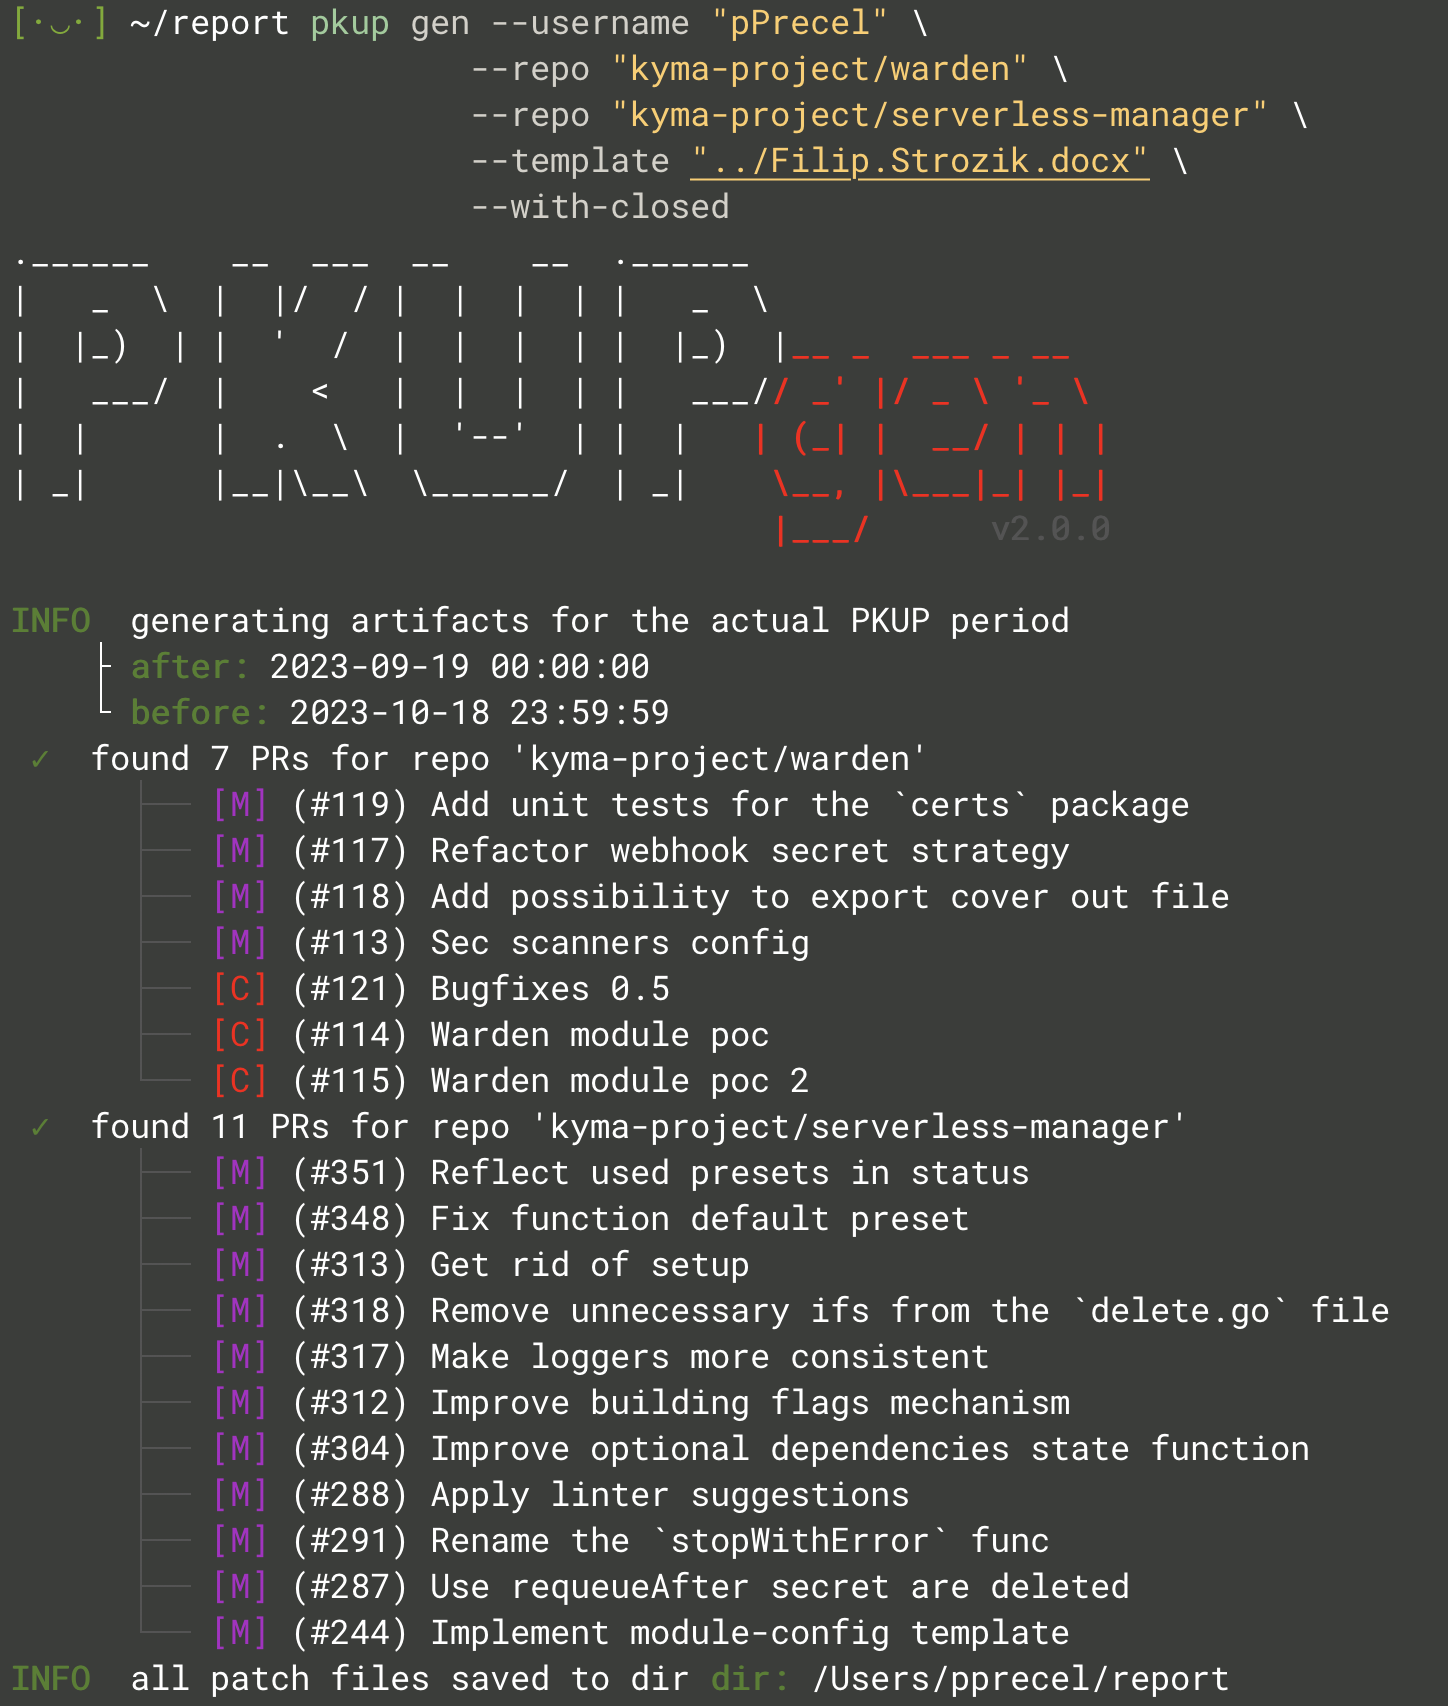 [·◡·] ~/report pkup gen --username "pPrecel" \
--repo "kyma-project/warden" \
--repo "kyma-project/serverless-manager" \
--template "../Filip.Strozik.docx" \
--with-closed
PKUP gen
v2.0.0
INFO generating artifacts for the actual PKUP period
after: 2023-09-19 00:00:00
before: 2023-10-18 23:59:59
✓ found 7 PRs for repo 'kyma-project/warden'
[M] (#119) Add unit tests for the `certs` package
[M] (#117) Refactor webhook secret strategy
[M] (#118) Add possibility to export cover out file
[M] (#113) Sec scanners config
[C] (#121) Bugfixes 0.5
[C] (#114) Warden module poc
[C] (#115) Warden module poc 2
✓ found 11 PRs for repo 'kyma-project/serverless-manager'
[M] (#351) Reflect used presets in status
[M] (#348) Fix function default preset
[M] (#313) Get rid of setup
[M] (#318) Remove unnecessary ifs from the `delete.go` file
[M] (#317) Make loggers more consistent
[M] (#312) Improve building flags mechanism
[M] (#304) Improve optional dependencies state function
[M] (#288) Apply linter suggestions
[M] (#291) Rename the `stopWithError` func
[M] (#287) Use requeueAfter secret are deleted
[M] (#244) Implement module-config template
INFO all patch files saved to dir dir: /Users/pprecel/report